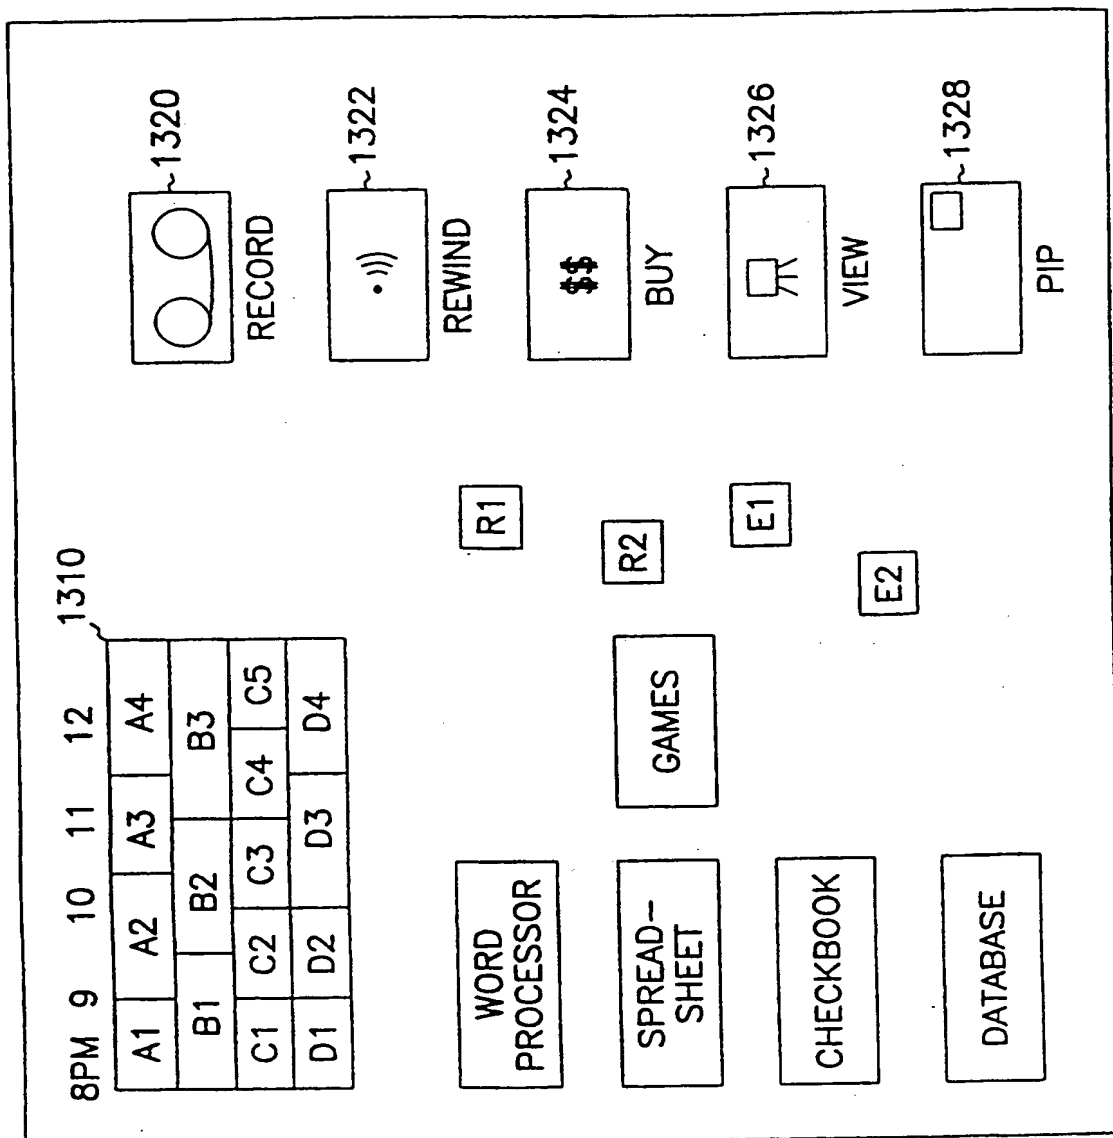 8PM 9 10 11 12
1310
A1 A2 A3 A4
B1 B2 B3
C1 C2 C3 C4 C5
D1 D2 D3 D4
1320
RECORD
1322
REWIND
1324
$$
BUY
1326
VIEW
1328
PIP
WORD
PROCESSOR
SPREAD-
SHEET
CHECKBOOK
DATABASE
GAMES
R1
R2
E1
E2